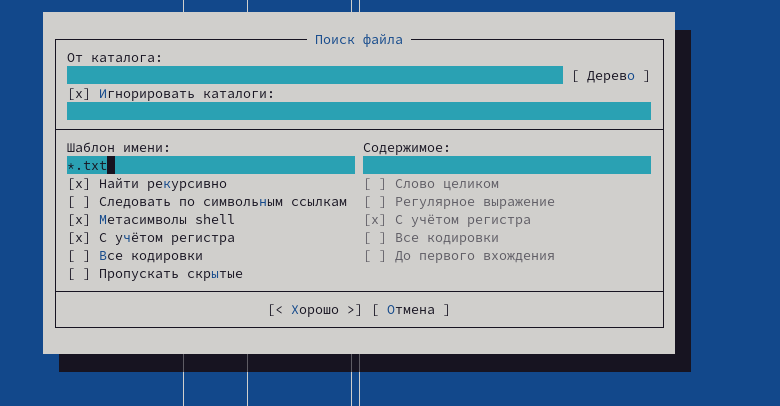 Поиск файла
От каталога:
[ Дерево ]
[x] Игнорировать каталоги:
Шаблон имени: Содержимое:
*.txt
[x] Найти рекурсивно [ ] Слово целиком
[ ] Следовать по символьным ссылкам [ ] Регулярное выражение
[x] Метасимволы shell [x] С учётом регистра
[x] С учётом регистра [ ] Все кодировки
[ ] Все кодировки [ ] До первого вхождения
[ ] Пропускать скрытые
[< Хорошо >] [ Отмена ]